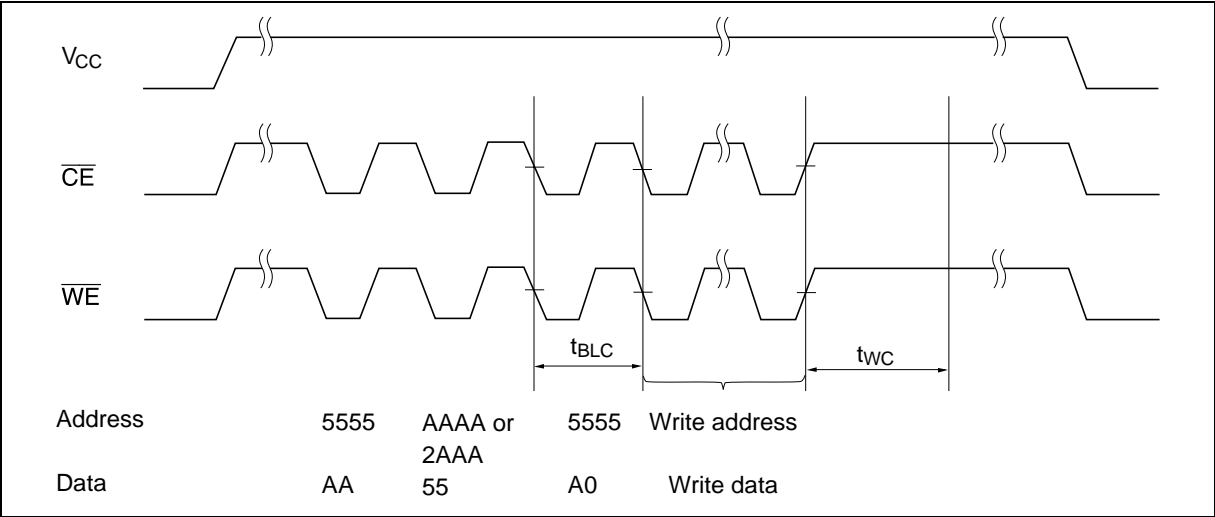 VCC
CE
WE
tBLC
tWC
Address 5555 AAAA or 5555 Write address
2AAA
Data AA 55 A0 Write data